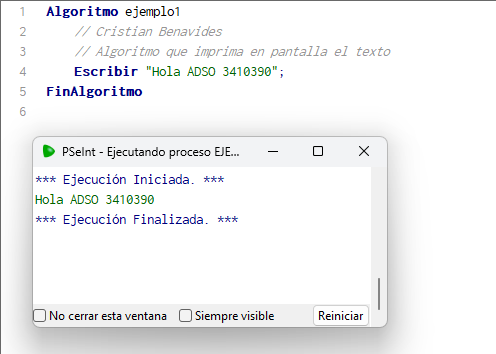 1 Algoritmo ejemplo1
2 // Cristian Benavides
3 // Algoritmo que imprima en pantalla el texto
4 Escribir "Hola ADSO 3410390";
5 FinAlgoritmo
6
PSeInt - Ejecutando proceso EJE...
*** Ejecución Iniciada. ***
Hola ADSO 3410390
*** Ejecución Finalizada. ***
No cerrar esta ventana Siempre visible Reiniciar